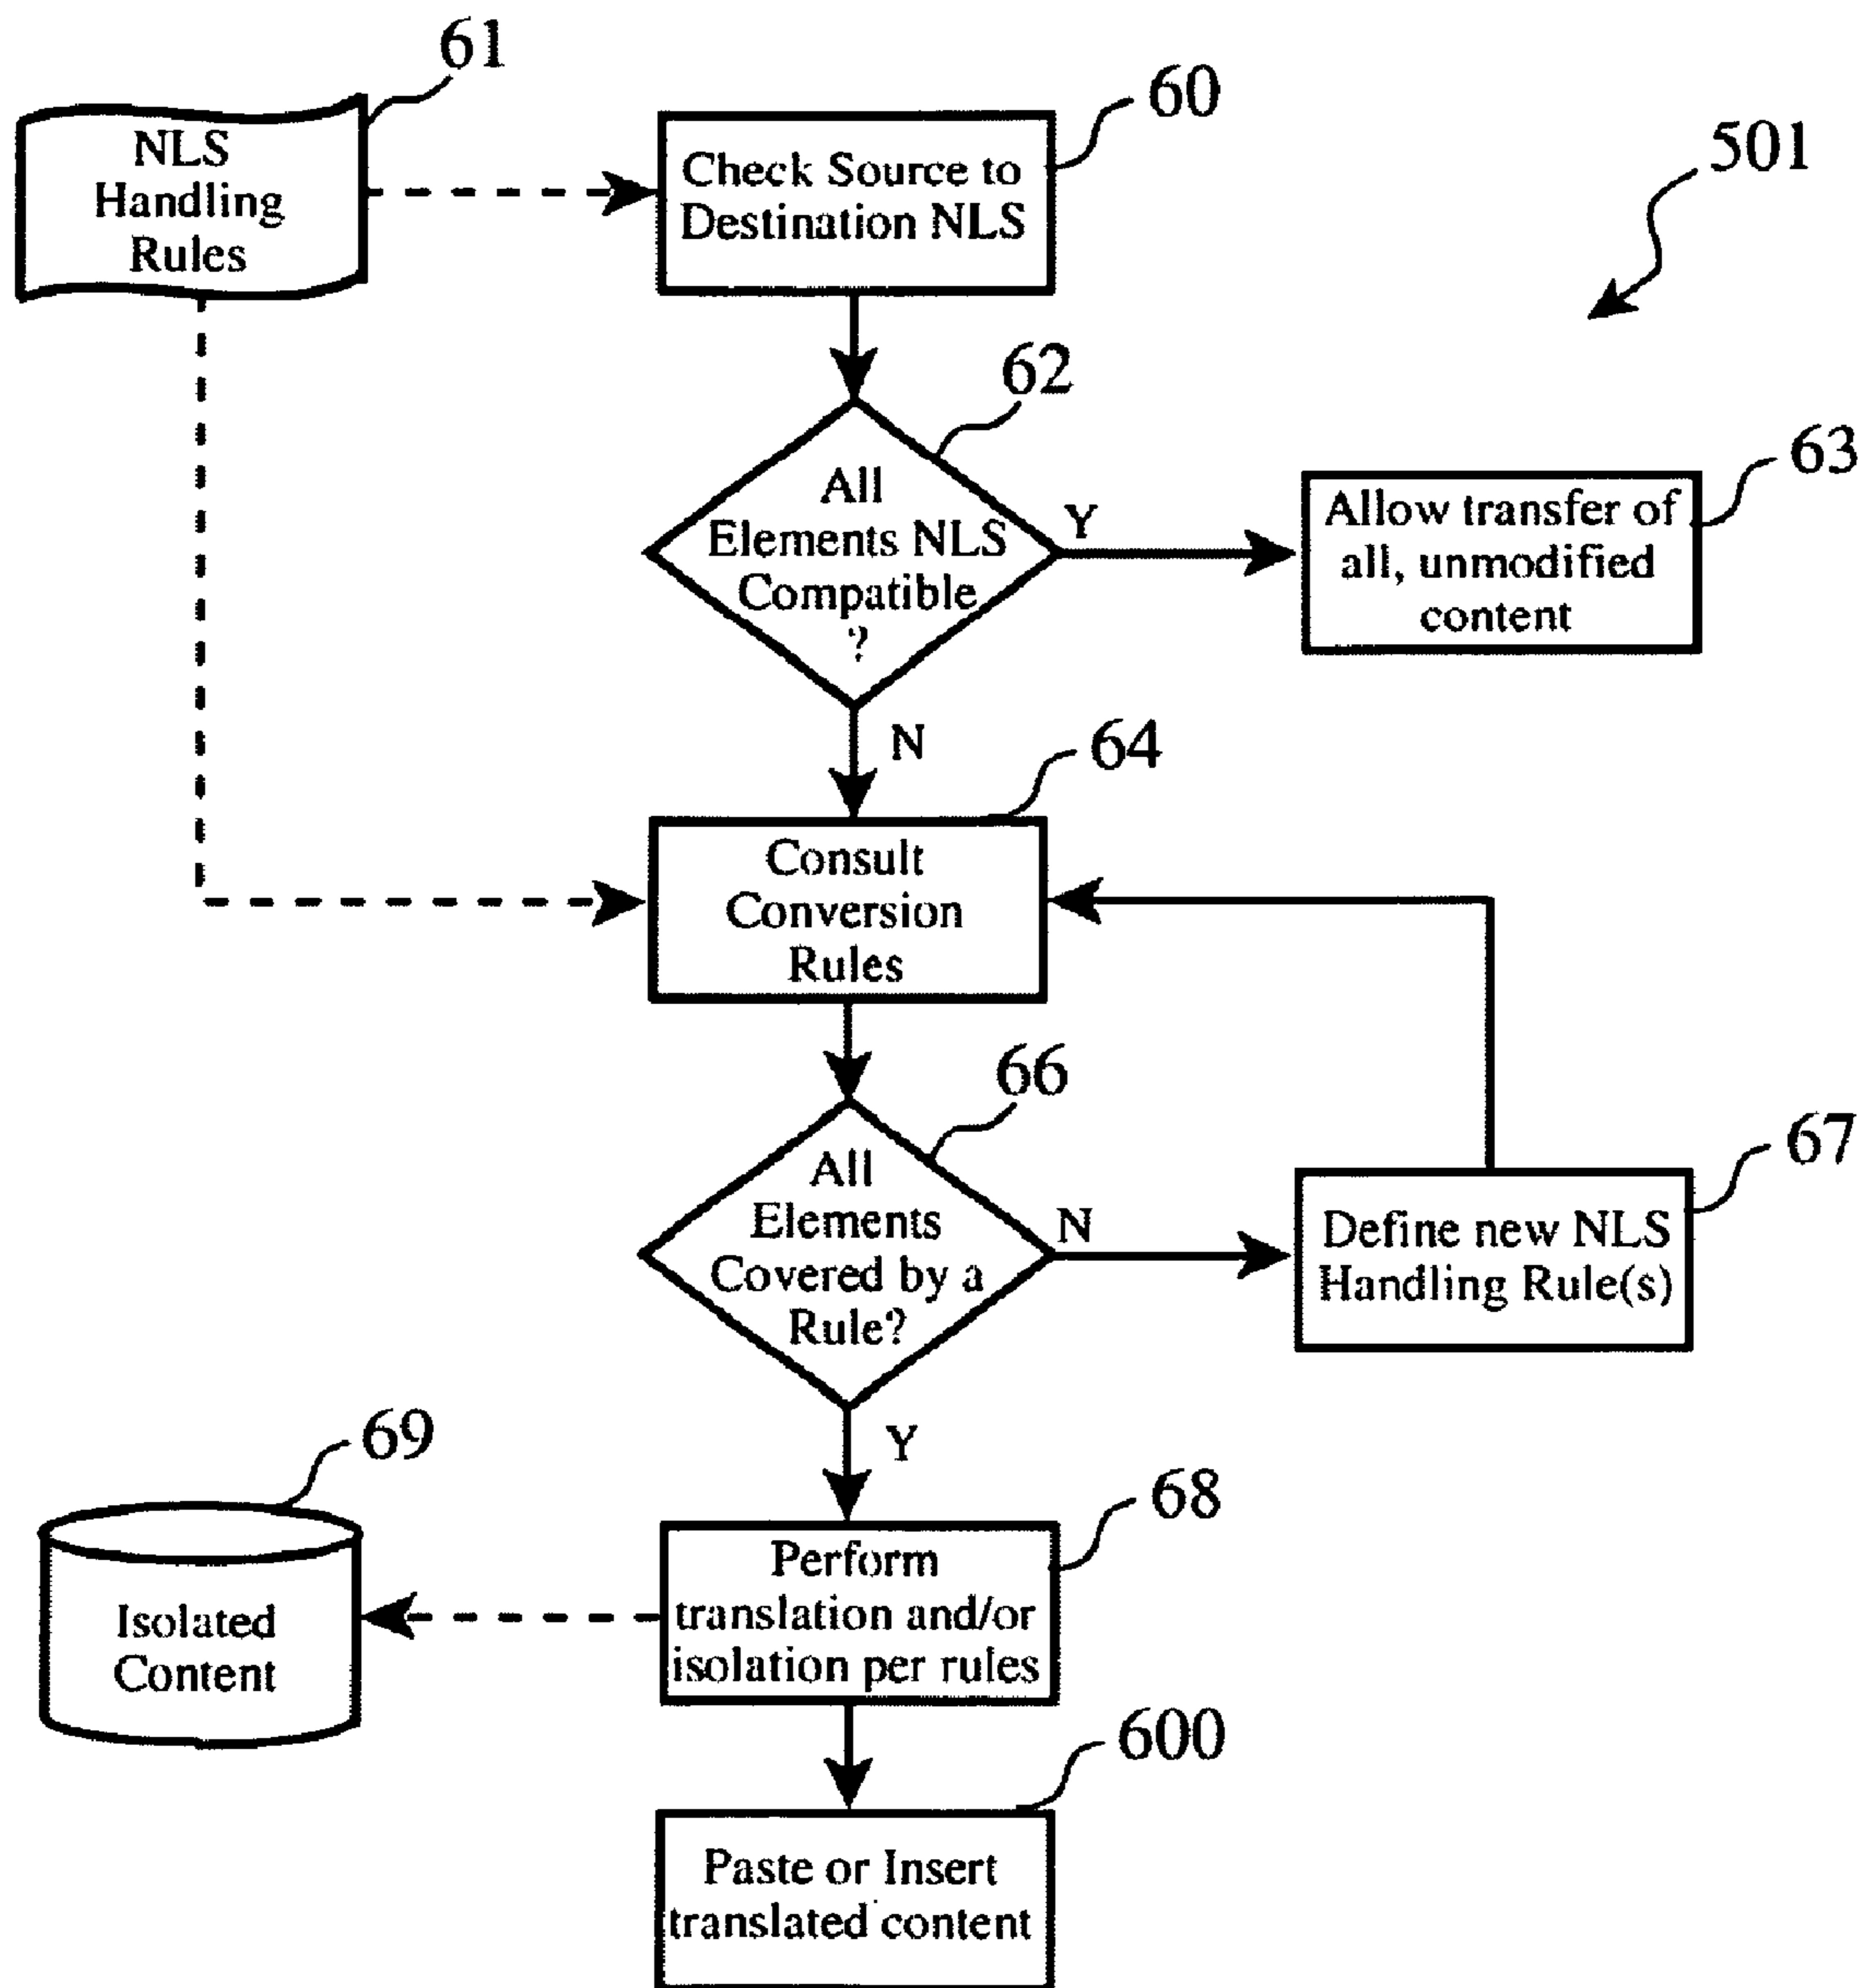 61
NLS
Handling
Rules
60
Check Source to
Destination NLS
501
62
All
Elements NLS
Compatible
?
Y
63
Allow transfer of
all, unmodified
content
N
64
Consult
Conversion
Rules
66
All
Elements
Covered by a
Rule?
N
67
Define new NLS
Handling Rule(s)
Y
69
Isolated
Content
68
Perform
translation and/or
isolation per rules
600
Paste or Insert
translated content